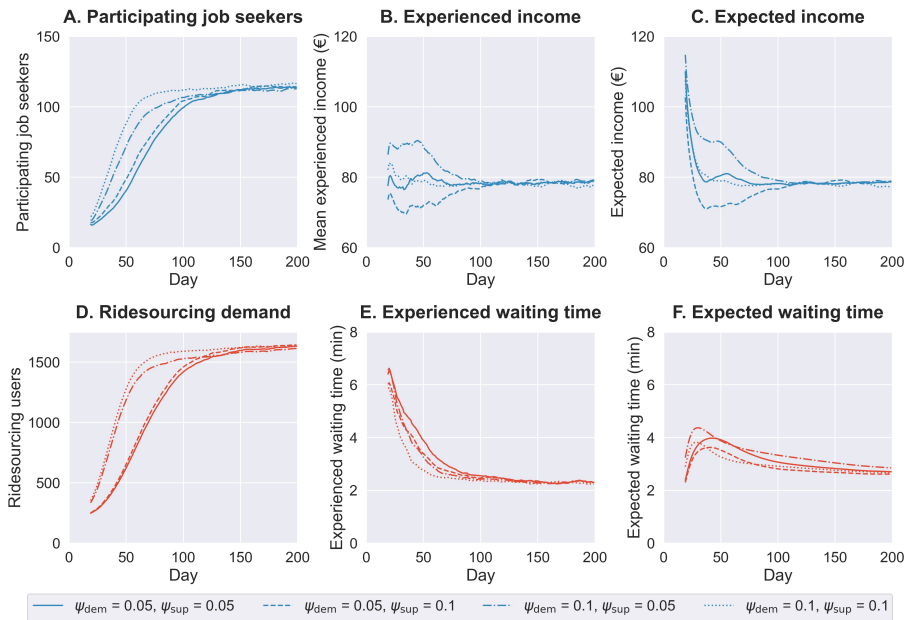 A. Participating job seekers
B. Experienced income
C. Expected income
Participating job seekers
150
100
50
0
0 50 100 150 200
Day
Mean experienced income (€)
120
100
80
60
0 50 100 150 200
Day
Expected income (€)
120
100
80
60
0 50 100 150 200
Day
D. Ridesourcing demand
E. Experienced waiting time
F. Expected waiting time
Ridesourcing users
1500
1000
500
0
0 50 100 150 200
Day
Experienced waiting time (min)
8
6
4
2
0
0 50 100 150 200
Day
Expected waiting time (min)
8
6
4
2
0
0 50 100 150 200
Day
ψdem = 0.05, ψsup = 0.05
ψdem = 0.05, ψsup = 0.1
ψdem = 0.1, ψsup = 0.05
ψdem = 0.1, ψsup = 0.1